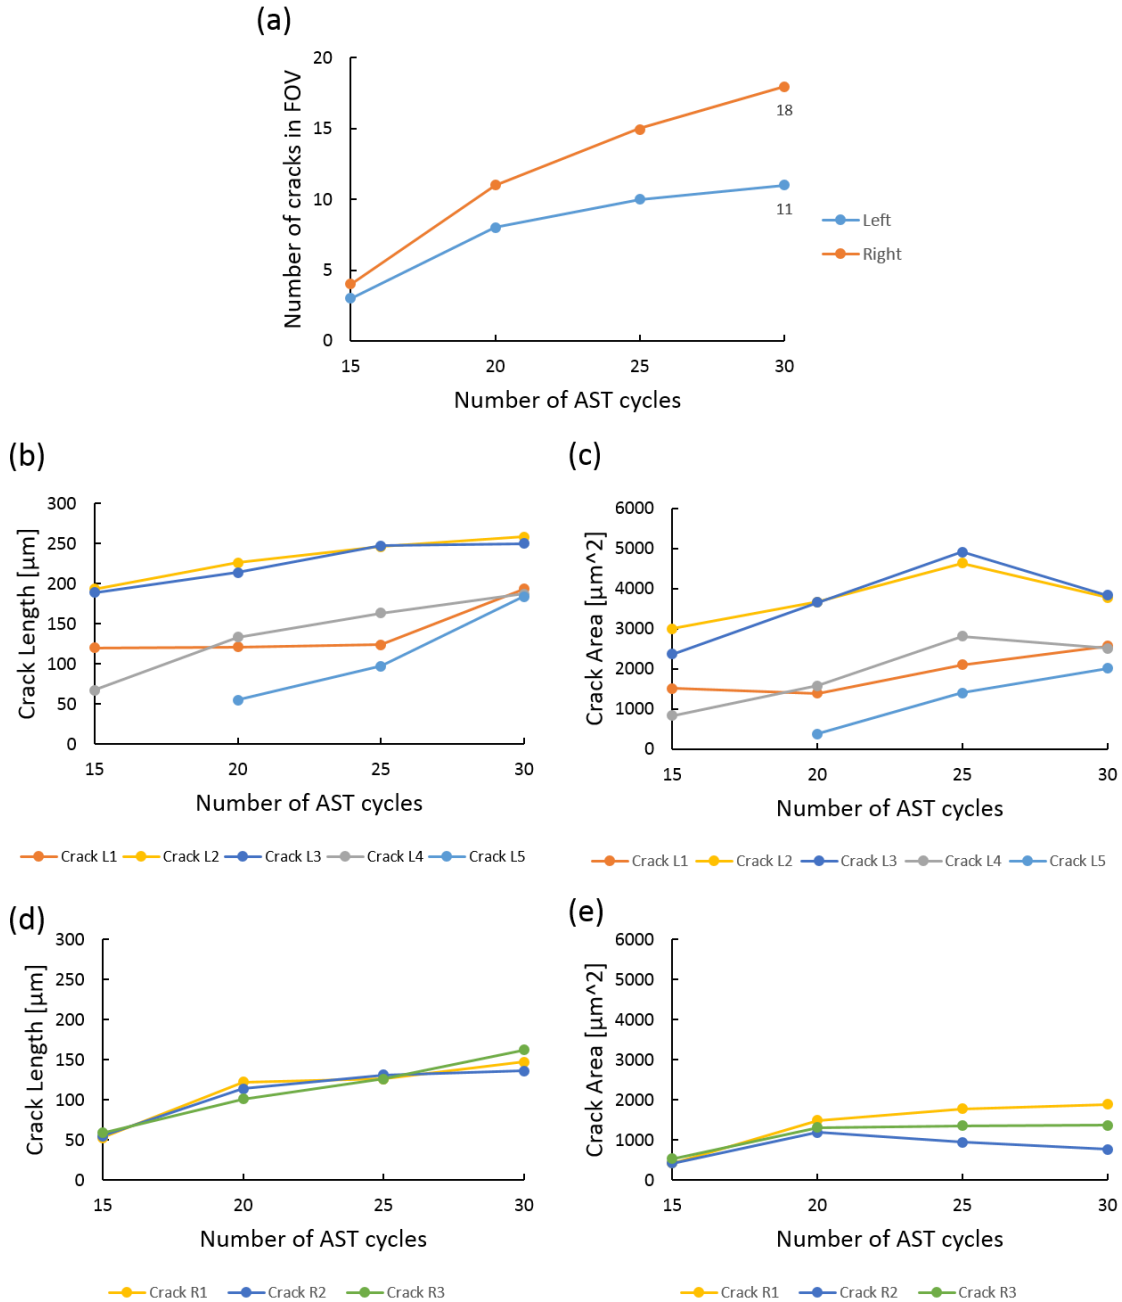 (a)
Number of cracks in FOV
20
15
10
5
0
18
11
15 20 25 30
Number of AST cycles
Left
Right
(b)
Crack Length [µm]
300
250
200
150
100
50
0
15 20 25 30
Number of AST cycles
Crack L1 Crack L2 Crack L3 Crack L4 Crack L5
(c)
Crack Area [µm^2]
6000
5000
4000
3000
2000
1000
0
15 20 25 30
Number of AST cycles
Crack L1 Crack L2 Crack L3 Crack L4 Crack L5
(d)
Crack Length [µm]
300
250
200
150
100
50
0
15 20 25 30
Number of AST cycles
Crack R1 Crack R2 Crack R3
(e)
Crack Area [µm^2]
6000
5000
4000
3000
2000
1000
0
15 20 25 30
Number of AST cycles
Crack R1 Crack R2 Crack R3